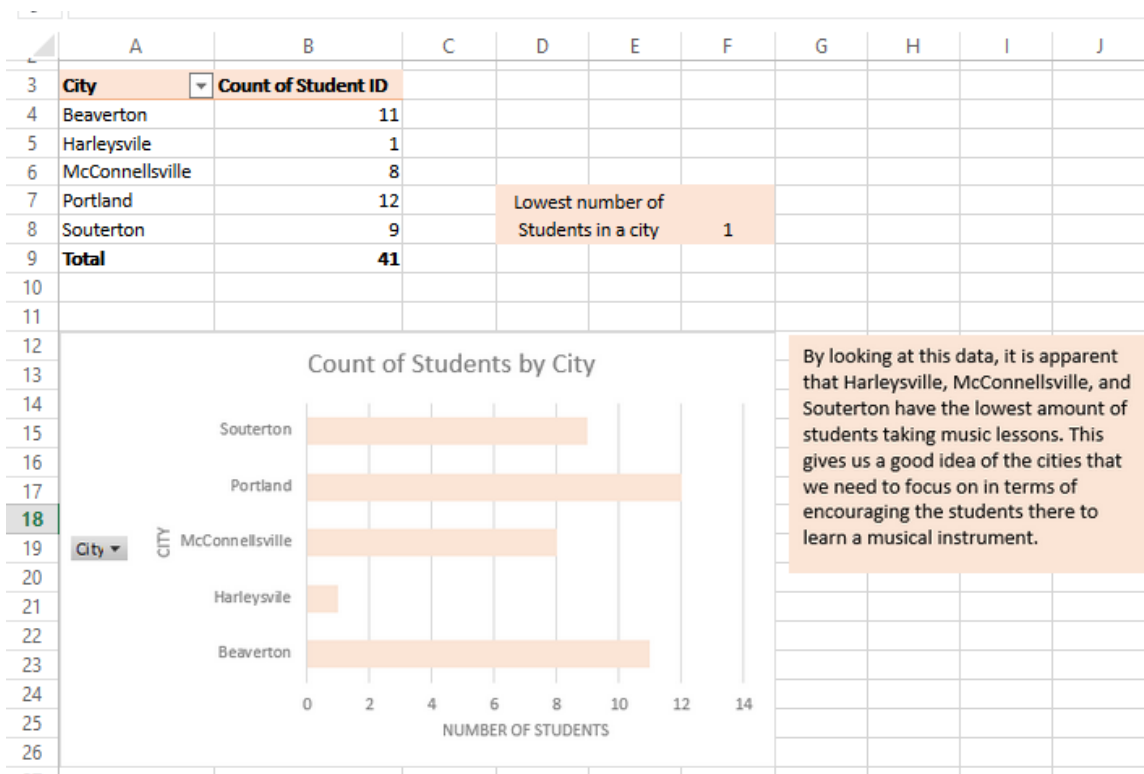 A B C D E F G H I J
3 City Count of Student ID
4 Beaverton 11
5 Harleysvile 1
6 McConnellsville 8
7 Portland 12 Lowest number of
8 Souterton 9 Students in a city 1
9 Total 41
10
11
12
13
14
15
16
17
18
19
20
21
22
23
24
25
26
Count of Students by City
Souterton
Portland
McConnellsville
Harleysvile
Beaverton
CITY
City
0 2 4 6 8 10 12 14
NUMBER OF STUDENTS
By looking at this data, it is apparent
that Harleysville, McConnellsville, and
Souterton have the lowest amount of
students taking music lessons. This
gives us a good idea of the cities that
we need to focus on in terms of
encouraging the students there to
learn a musical instrument.